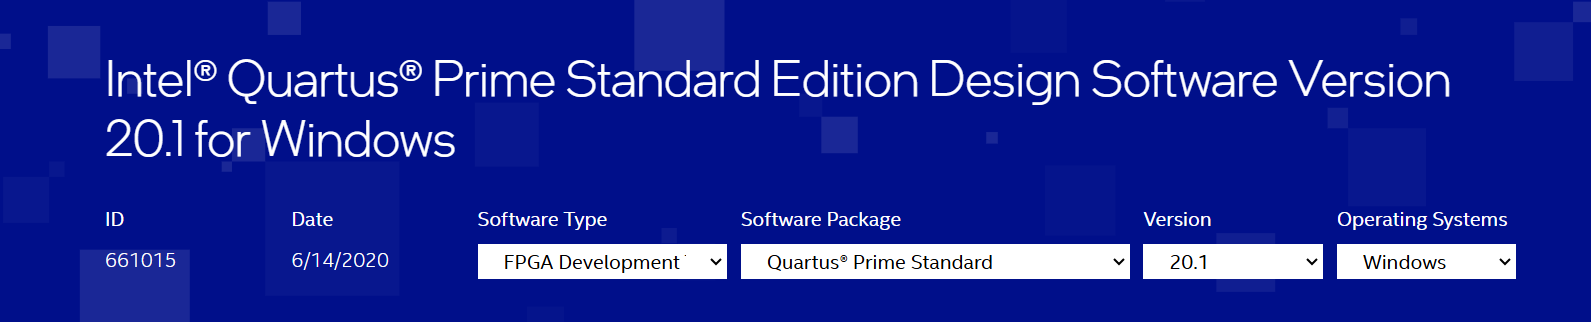 Intel® Quartus® Prime Standard Edition Design Software Version
20.1 for Windows
ID Date Software Type Software Package Version Operating Systems
661015 6/14/2020 FPGA Development Quartus® Prime Standard 20.1 Windows